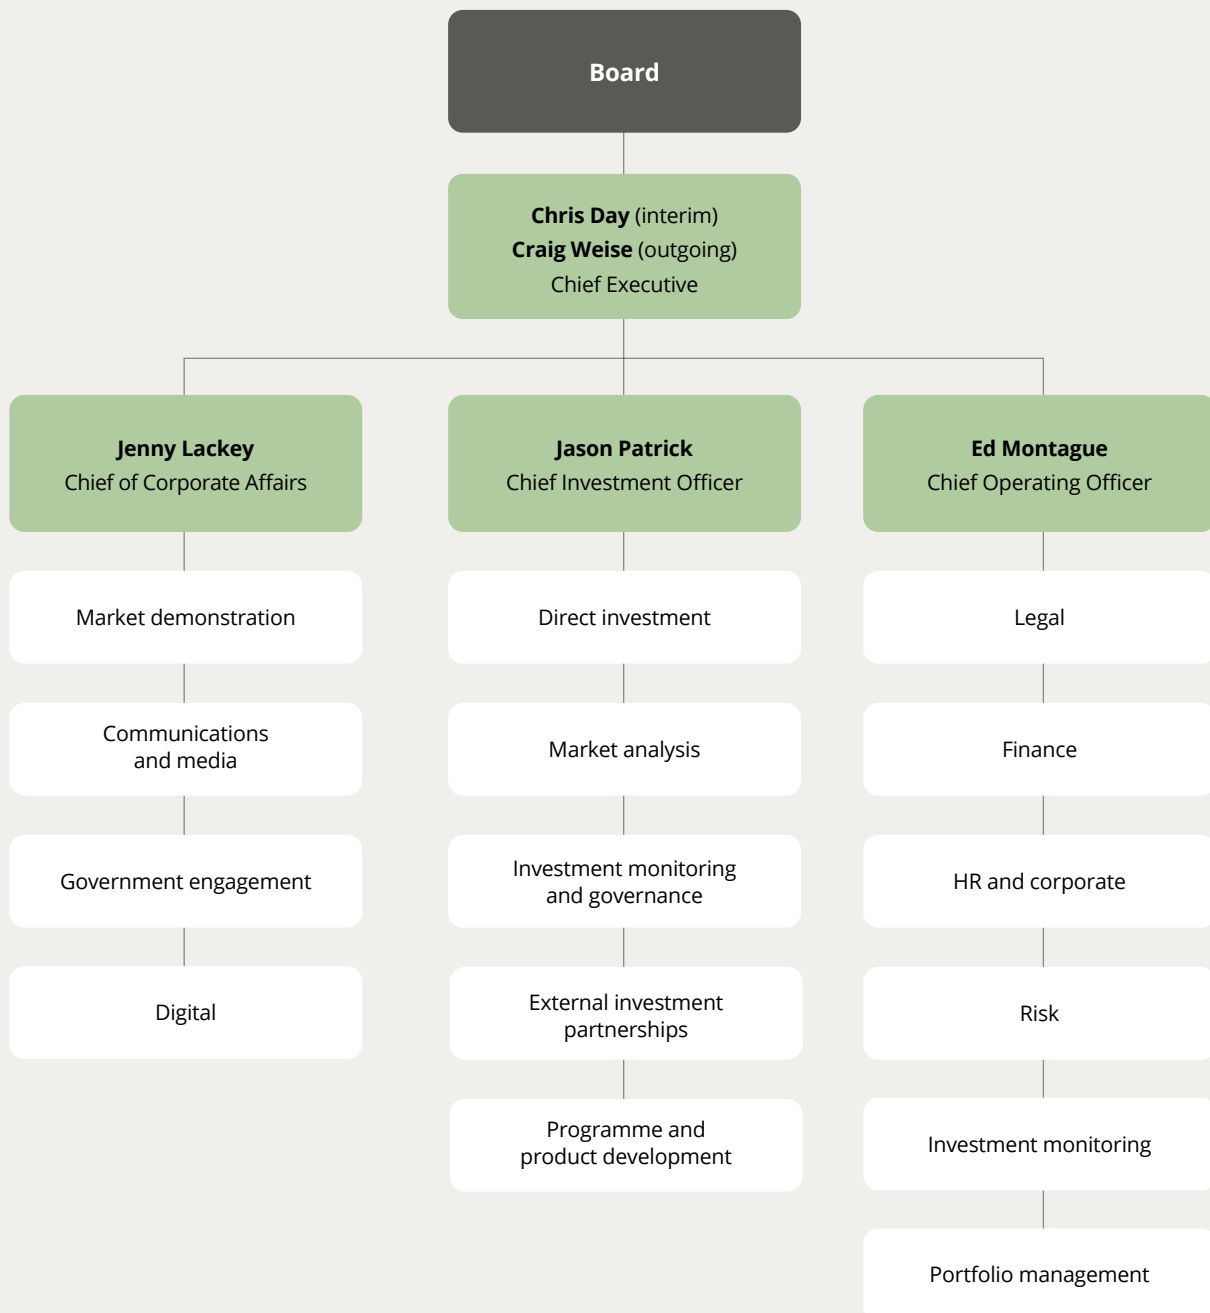 Board
Chris Day (interim)
Craig Weise (outgoing)
Chief Executive
Jenny Lackey
Chief of Corporate Affairs
Market demonstration
Communications
and media
Government engagement
Digital
Jason Patrick
Chief Investment Officer
Direct investment
Market analysis
Investment monitoring
and governance
External investment
partnerships
Programme and
product development
Ed Montague
Chief Operating Officer
Legal
Finance
HR and corporate
Risk
Investment monitoring
Portfolio management